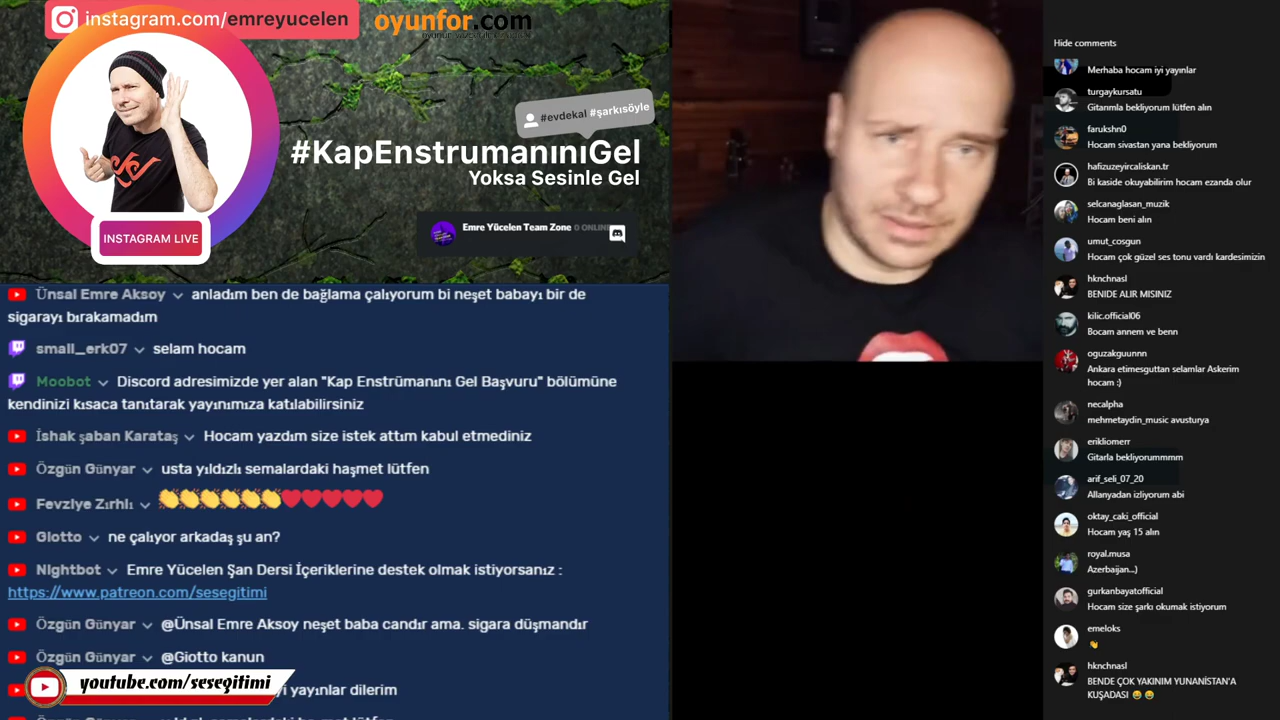 instagram.com/emreyucelen
oyunfor.com
#evdekal #şarkısöyle
#KapEnstrumanınıGel
Yoksa Sesinle Gel
Emre Yücelen Team Zone 0 ONLINE
INSTAGRAM LIVE
Ünsal Emre Aksoy anladım ben de bağlama çalıyorum bi neşet babayı bir de
sigarayı bırakamadım
small_erk07 selam hocam
Moobot Discord adresimizde yer alan "Kap Enstrümanını Gel Başvuru" bölümüne
kendinizi kısaca tanıtarak yayınımıza katılabilirsiniz
İshak şaban Karataş Hocam yazdım size istek attım kabul etmediniz
Özgün Günyar usta yıldızlı semalardaki haşmet lütfen
Fevziye Zırhlı 👏👏👏👏👏👏❤❤❤❤❤
Giotto ne çalıyor arkadaş şu an?
Nightbot Emre Yücelen Şan Dersi İçeriklerine destek olmak istiyorsanız :
https://www.patreon.com/sesegitimi
Özgün Günyar @Ünsal Emre Aksoy neşet baba candır ama. sigara düşmandır
Özgün Günyar @Giotto kanun
youtube.com/sesegitimi
yayınlar dilerim
Hide comments
Merhaba hocam iyi yayınlar
turgaykursatu
Gitarımla bekliyorum lütfen alın
farukshn0
Hocam sivastan yana bekliyorum
hafizuzeyircaliskan.tr
Bi kaside okuyabilirim hocam ezanda olur
selcanaglasan_muzik
Hocam beni alın
umut_cosgun
Hocam çok güzel ses tonu vardı kardesimizin
hknchnasl
BENIDE ALIR MISINIZ
kilic.official06
Bocam annem ve benn
oguzakguunnn
Ankara etimesguttan selamlar Askerim
hocam :)
necalpha
mehmetaydin_music avusturya
erikliomerr
Gitarla bekliyorummmm
arif_seli_07_20
Allanyadan izliyorum abi
oktay_caki_official
Hocam yaş 15 alın
royal.musa
Azerbaijan...)
gurkanbayatofficial
Hocam size şarkı okumak istiyorum
emeloks
👏
hknchnasl
BENDE ÇOK YAKINIM YUNANİSTAN'A
KUŞADASI 😂😂